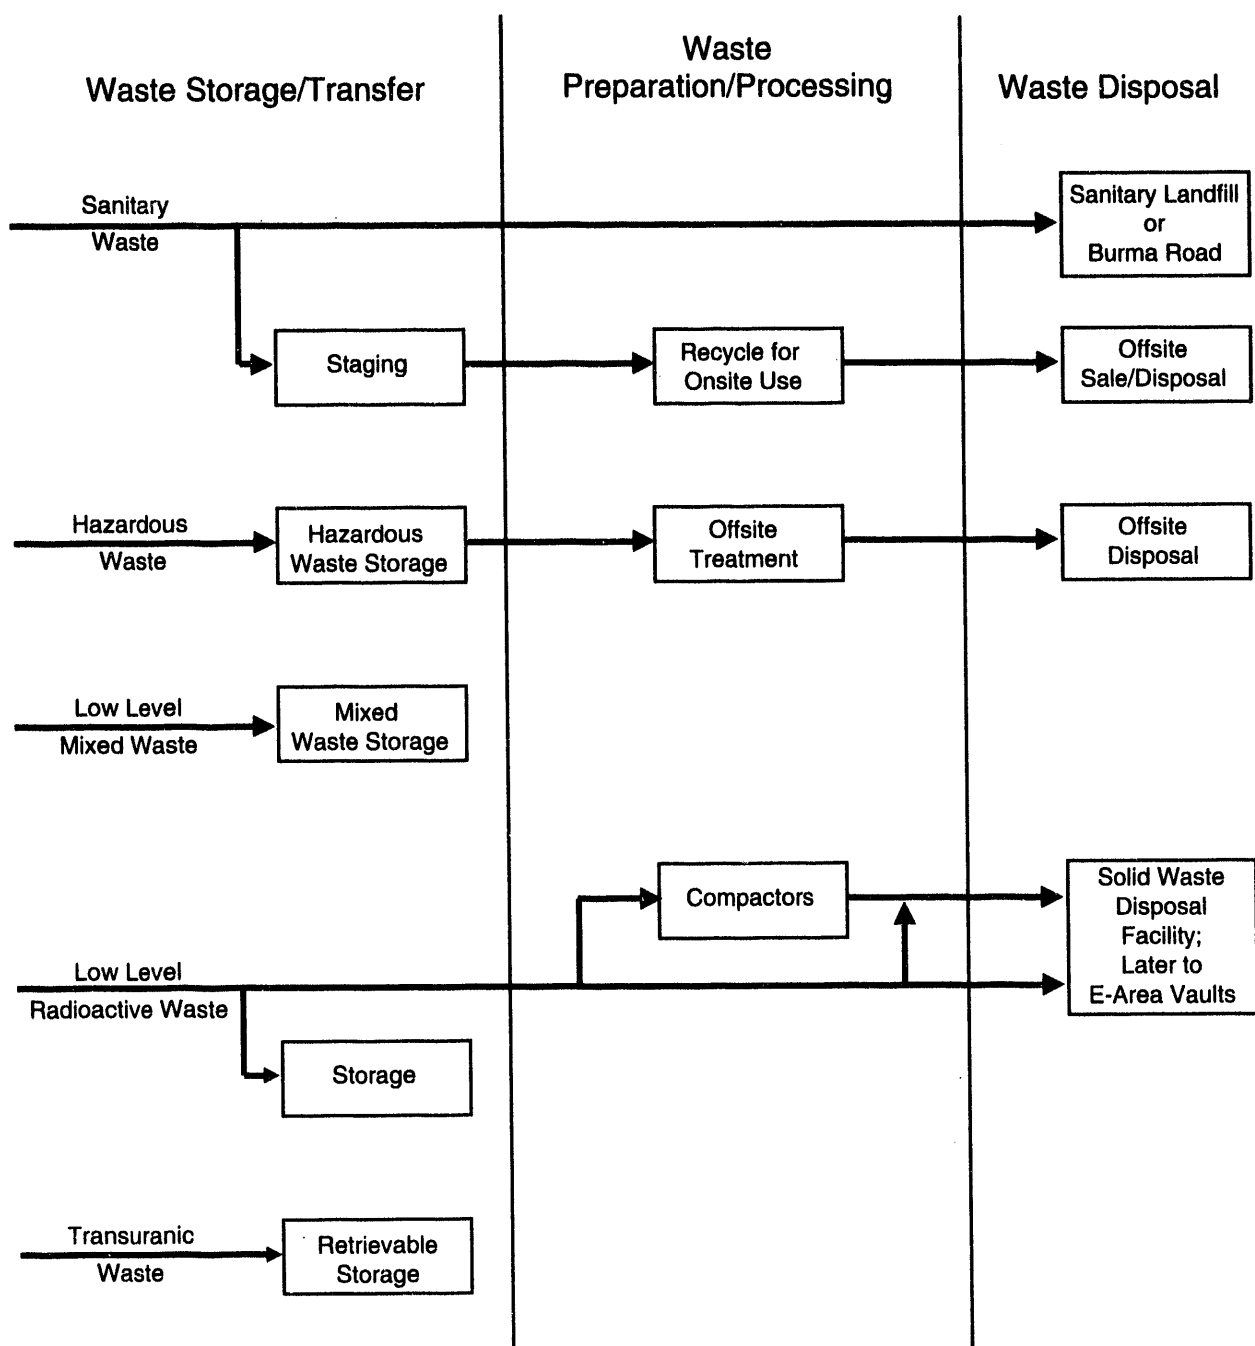 Waste Storage/Transfer
Waste
Preparation/Processing
Waste Disposal
Sanitary
Waste
Sanitary Landfill
or
Burma Road
Staging
Recycle for
Onsite Use
Offsite
Sale/Disposal
Hazardous
Waste
Hazardous
Waste Storage
Offsite
Treatment
Offsite
Disposal
Low Level
Mixed Waste
Mixed
Waste Storage
Compactors
Solid Waste
Disposal
Facility;
Later to
E-Area Vaults
Low Level
Radioactive Waste
Storage
Transuranic
Waste
Retrievable
Storage